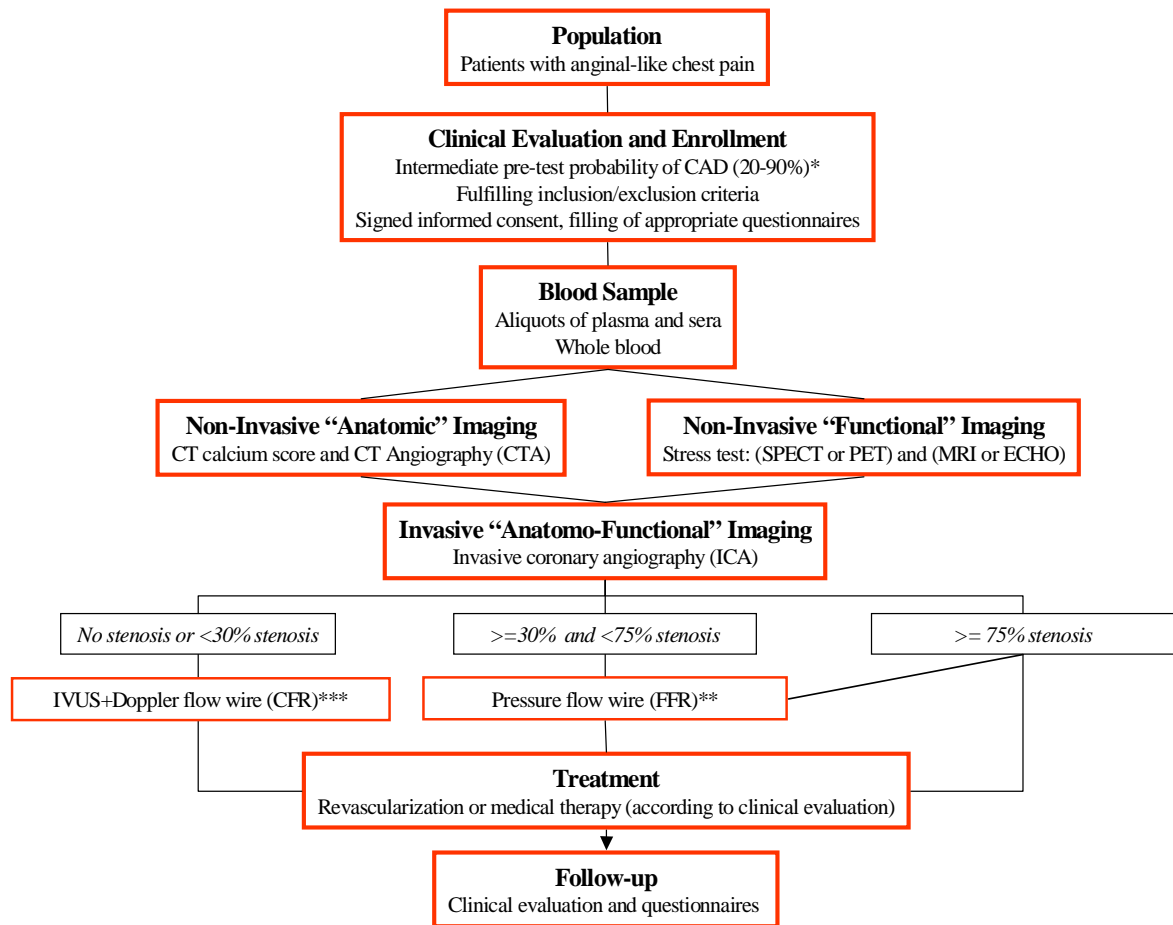 Population
Patients with anginal-like chest pain
Clinical Evaluation and Enrollment
Intermediate pre-test probability of CAD (20-90%)*
Fulfilling inclusion/exclusion criteria
Signed informed consent, filling of appropriate questionnaires
Blood Sample
Aliquots of plasma and sera
Whole blood
Non-Invasive “Anatomic” Imaging
CT calcium score and CT Angiography (CTA)
Non-Invasive “Functional” Imaging
Stress test: (SPECT or PET) and (MRI or ECHO)
Invasive “Anatomo-Functional” Imaging
Invasive coronary angiography (ICA)
No stenosis or <30% stenosis
>=30% and <75% stenosis
>= 75% stenosis
IVUS+Doppler flow wire (CFR)***
Pressure flow wire (FFR)**
Treatment
Revascularization or medical therapy (according to clinical evaluation)
Follow-up
Clinical evaluation and questionnaires